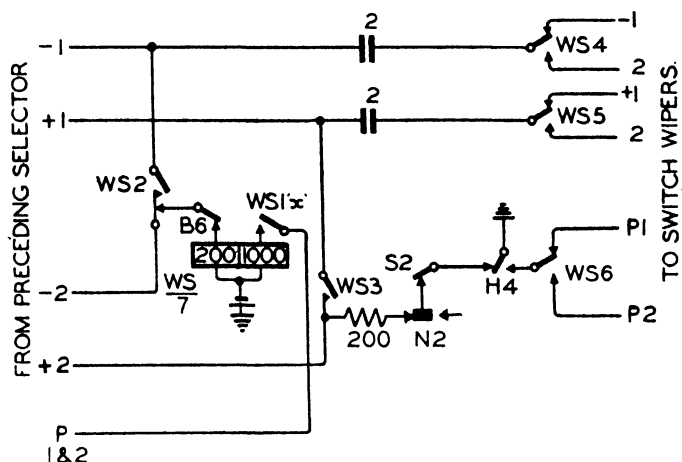 FROM PRECEDING SELECTOR
-1
2
-1
WS4
2
+1
2
+1
WS5
2
TO SWITCH WIPERS.
WS2
B6
WS1'x'
200
1000
WS
7
-2
WS3
S2
H4
P1
WS6
P2
200
N2
+2
P
1&2